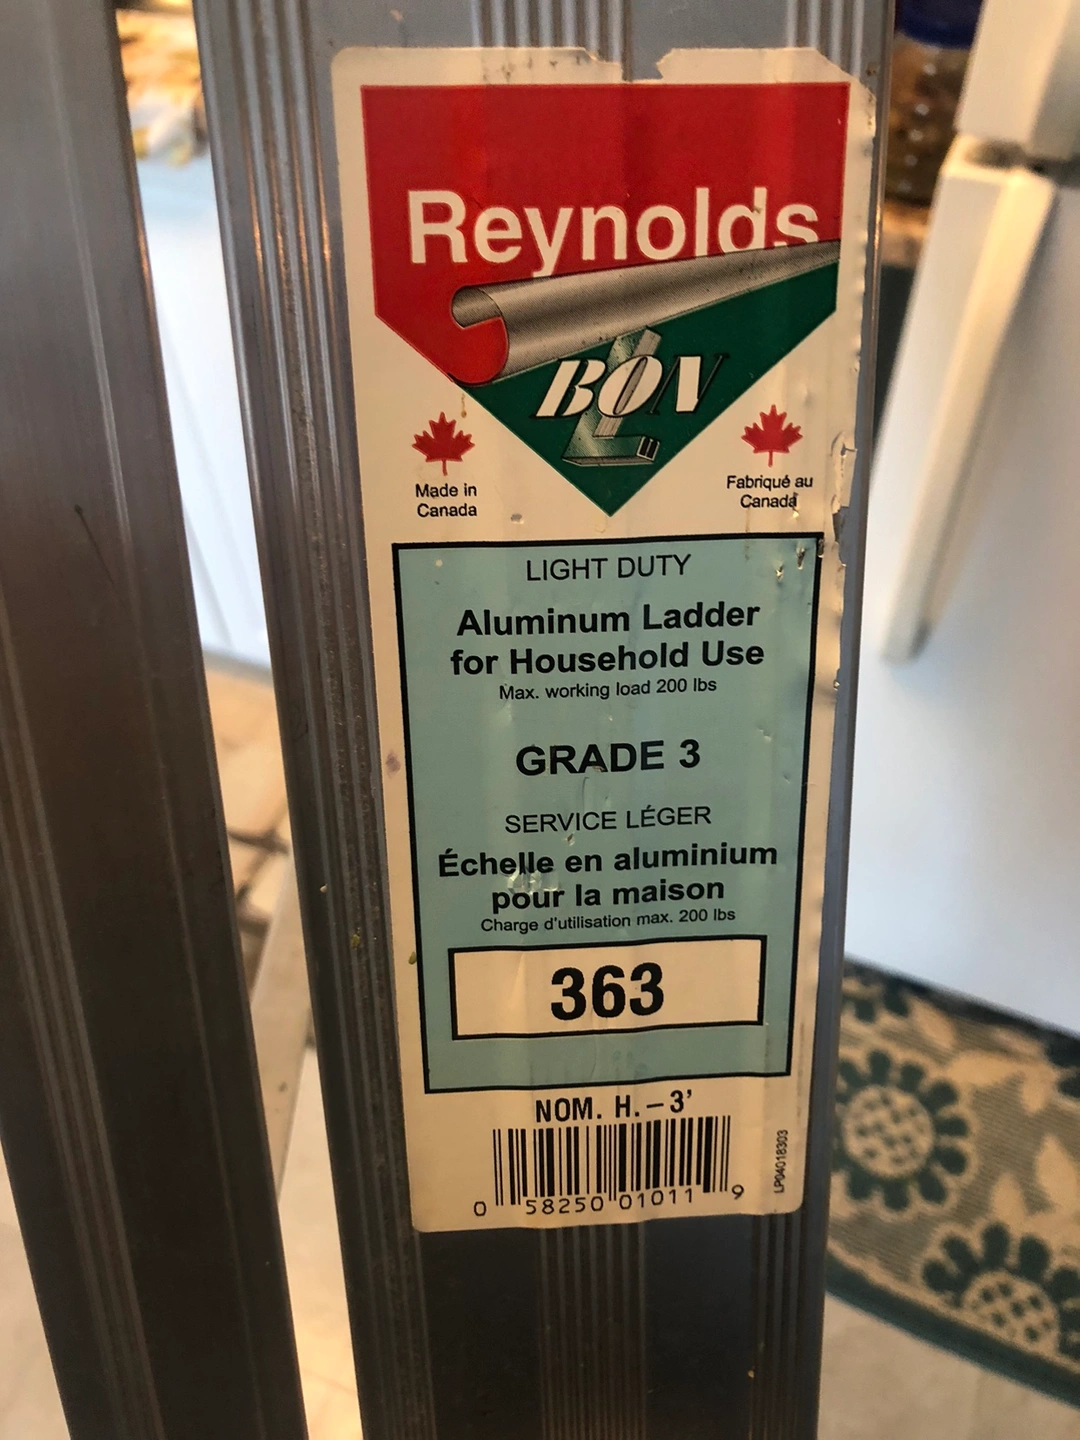 Reynolds
BON
L
Made in
Canada
Fabriqué au
Canada
LIGHT DUTY
Aluminum Ladder
for Household Use
Max. working load 200 lbs
GRADE 3
SERVICE LÉGER
Échelle en aluminium
pour la maison
Charge d'utilisation max. 200 lbs
363
NOM. H. – 3'
0 58250 01011 9
LP04018303